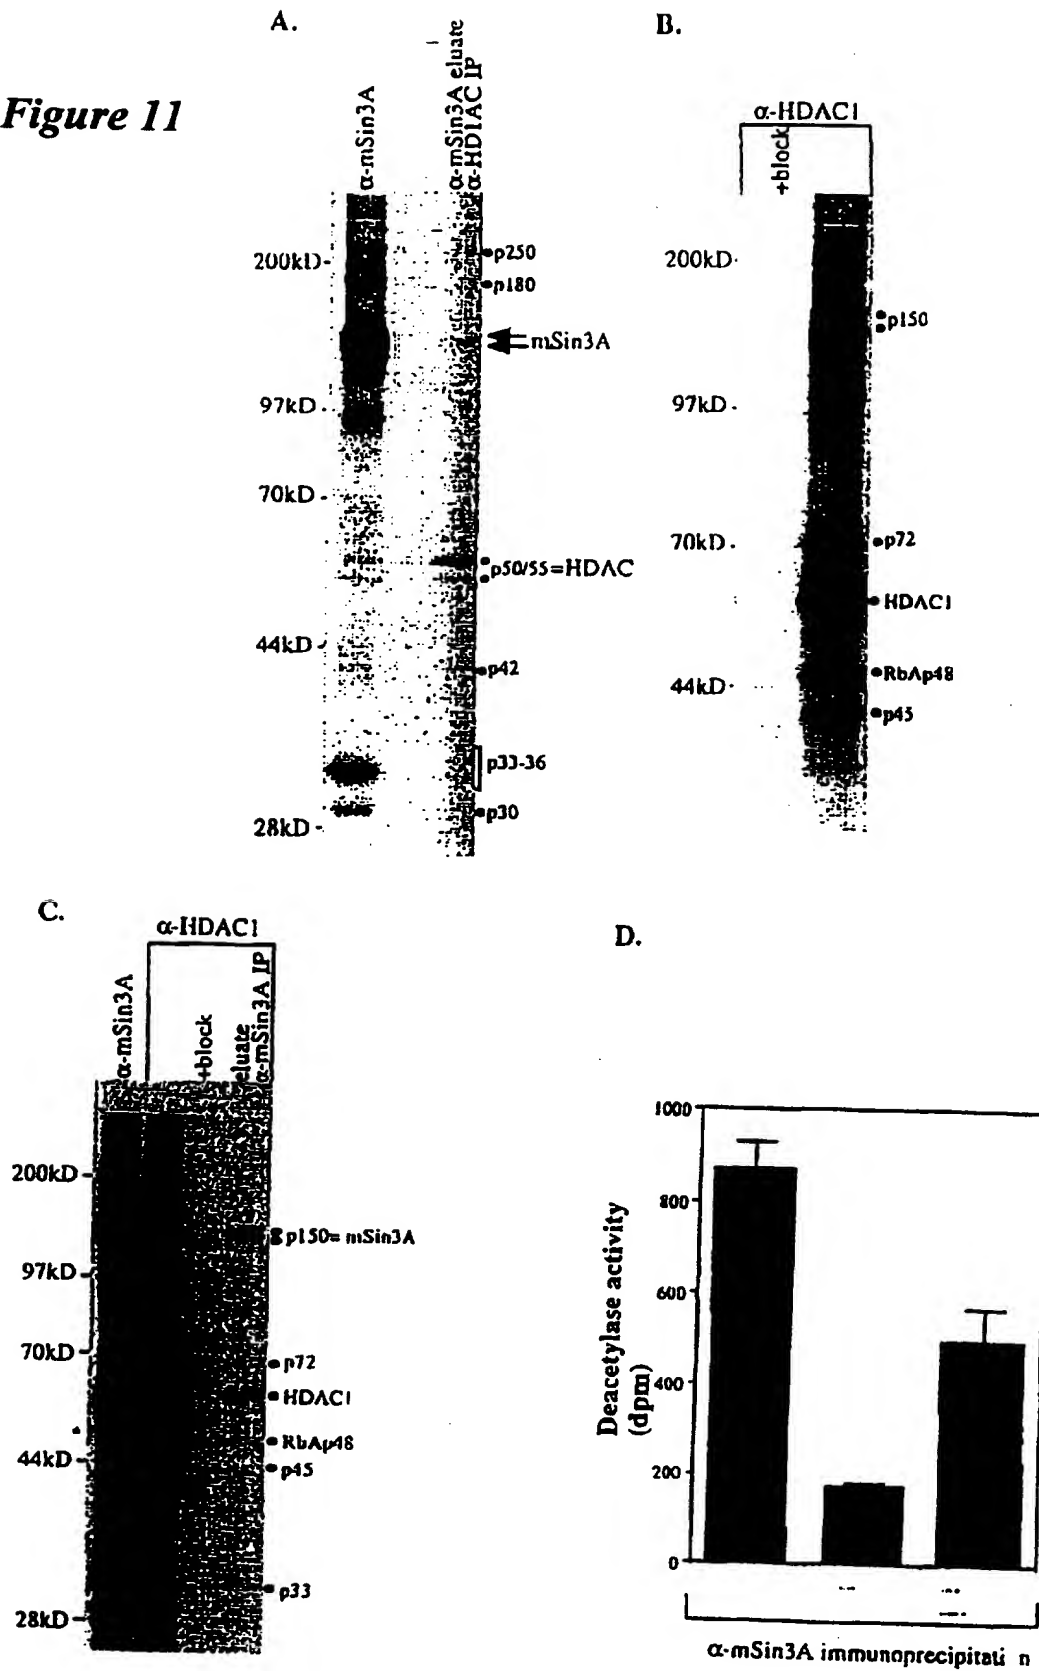 Figure 11
A.
α-mSin3A
α-mSin3A eluate
α-HDIAC IP
200kD
97kD
70kD
44kD
28kD
p250
p180
mSin3A
p50/55=HDAC
p42
p33-36
p30
B.
α-HDAC1
+block
200kD
97kD
70kD
44kD
p150
p72
HDAC1
RbAp48
p45
C.
α-HDAC1
α-mSin3A
+block
eluate
α-mSin3A IP
200kD
97kD
70kD
44kD
28kD
p150= mSin3A
p72
HDAC1
RbAp48
p45
p33
D.
Deacetylase activity
(dpm)
1000
800
600
400
200
0
α-mSin3A immunoprecipitati n